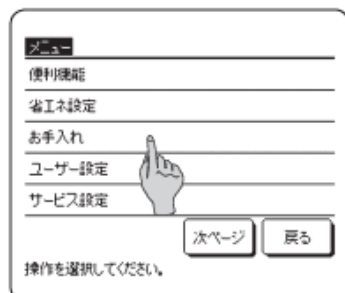 メニュー
便利機能
省エネ設定
お手入れ
ユーザー設定
サービス設定
次ページ 戻る
操作を選択してください。